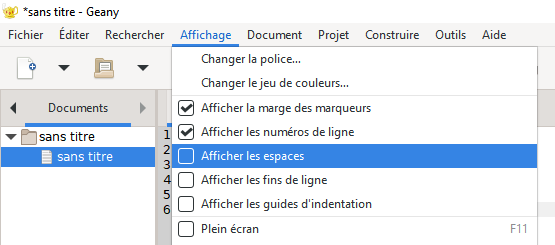 *sans titre - Geany
Fichier Éditer Rechercher Affichage Document Projet Construire Outils Aide
Changer la police...
Changer le jeu de couleurs...
Documents
Afficher la marge des marqueurs
sans titre
1
Afficher les numéros de ligne
2
sans titre
3
Afficher les espaces
4
Afficher les fins de ligne
5
Afficher les guides d'indentation
6
Plein écran F11